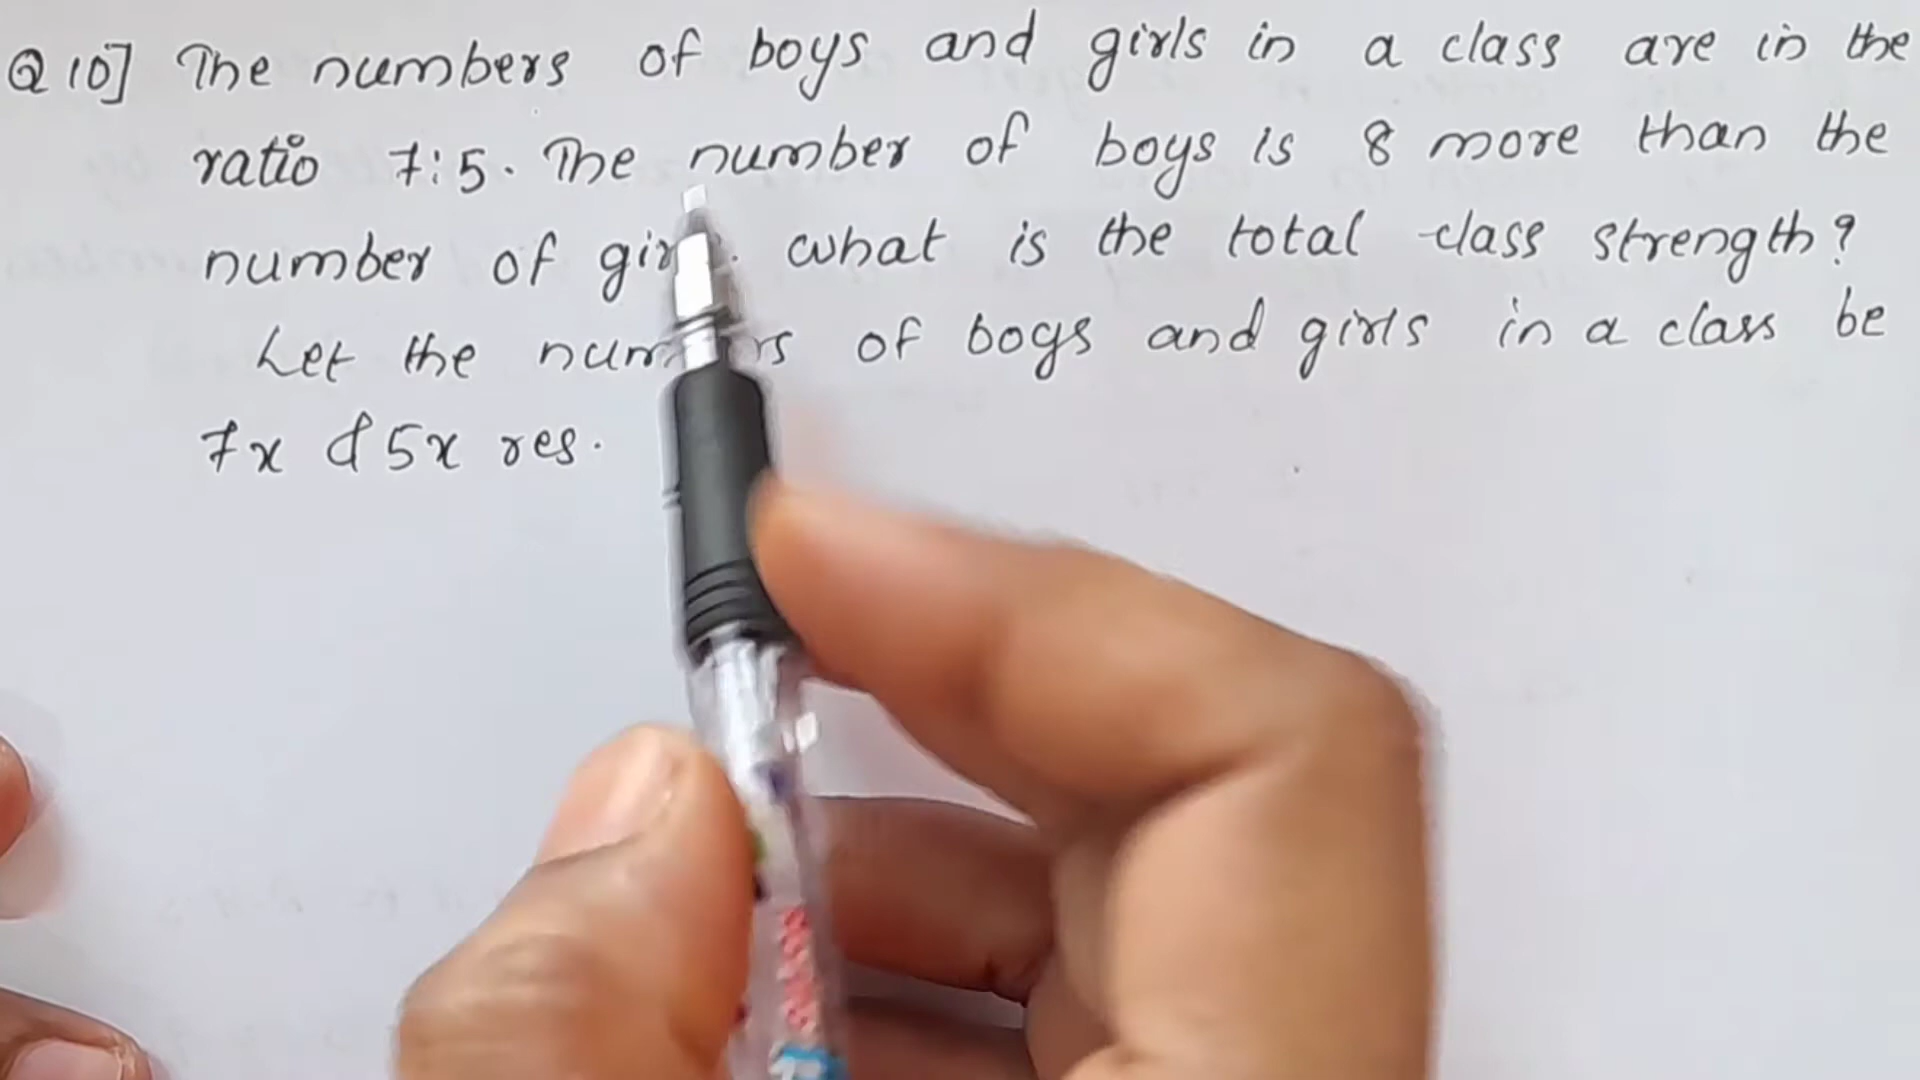 Q 10] The numbers of boys and girls in a class are in the
ratio 7:5. The number of boys is 8 more than the
number of what is the total class strength?
Let the of boys and girls in a class be
7x & 5x res.